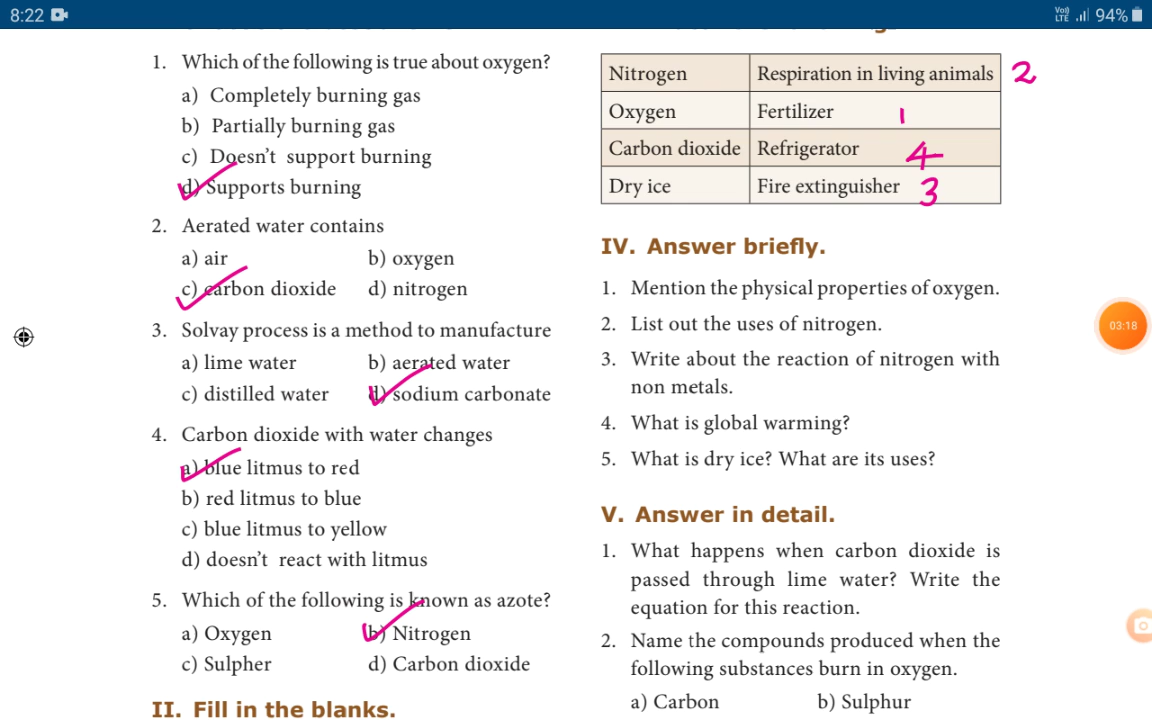 8:22
Vo)) LTE 94%
1. Which of the following is true about oxygen?
a) Completely burning gas
b) Partially burning gas
c) Doesn't support burning
d) Supports burning
2. Aerated water contains
a) air b) oxygen
c) carbon dioxide d) nitrogen
3. Solvay process is a method to manufacture
a) lime water b) aerated water
c) distilled water d) sodium carbonate
4. Carbon dioxide with water changes
a) blue litmus to red
b) red litmus to blue
c) blue litmus to yellow
d) doesn't react with litmus
5. Which of the following is known as azote?
a) Oxygen b) Nitrogen
c) Sulpher d) Carbon dioxide
II. Fill in the blanks.
Nitrogen Respiration in living animals 2
Oxygen Fertilizer 1
Carbon dioxide Refrigerator 4
Dry ice Fire extinguisher 3
IV. Answer briefly.
1. Mention the physical properties of oxygen.
2. List out the uses of nitrogen.
3. Write about the reaction of nitrogen with
non metals.
4. What is global warming?
5. What is dry ice? What are its uses?
V. Answer in detail.
1. What happens when carbon dioxide is
passed through lime water? Write the
equation for this reaction.
2. Name the compounds produced when the
following substances burn in oxygen.
a) Carbon b) Sulphur
03:18